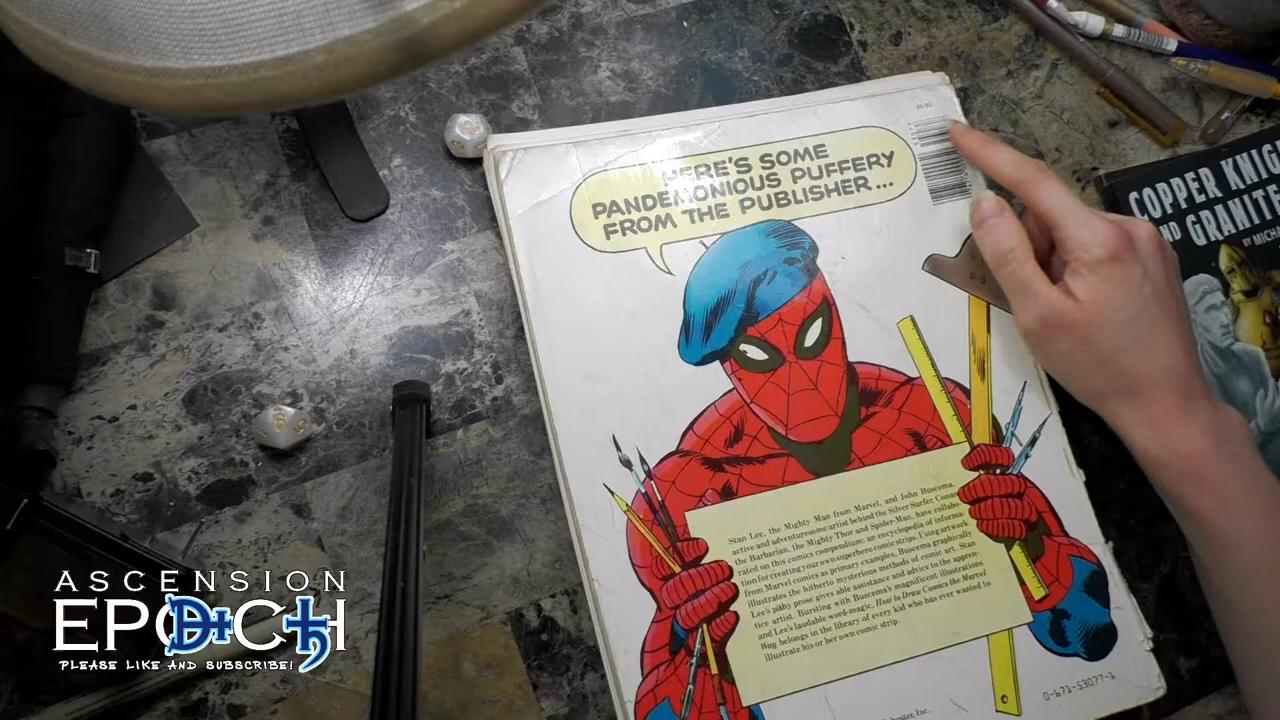 HERE'S SOME
PANDEMONIOUS PUFFERY
FROM THE PUBLISHER...
COPPER KNIG
ND GRANITE
BY MICHA
Stan Lee, the Mighty Man from Marvel, and John Buscema,
active and adventuresome artist behind the Silver Surfer, Conan
the Barbarian, the Mighty Thor and Spider-Man, have collabo-
rated on this comics compendium: an encyclopedia of informa-
tion for creating your own superhero comic strips. Using artwork
from Marvel comics as primary examples, Buscema graphically
illustrates the hitherto mysterious methods of comic art. Stan
Lee's pithy prose gives able assistance and advice to the appren-
tice artist. Bursting with Buscema's magnificent illustrations
and Lee's laudable word-magic, How to Draw Comics the Marvel
Way belongs in the library of every kid who has ever wanted to
illustrate his or her own comic strip.
0-671-53077-1
ASCENSION
EPOCH
PLEASE LIKE AND SUBSCRIBE!